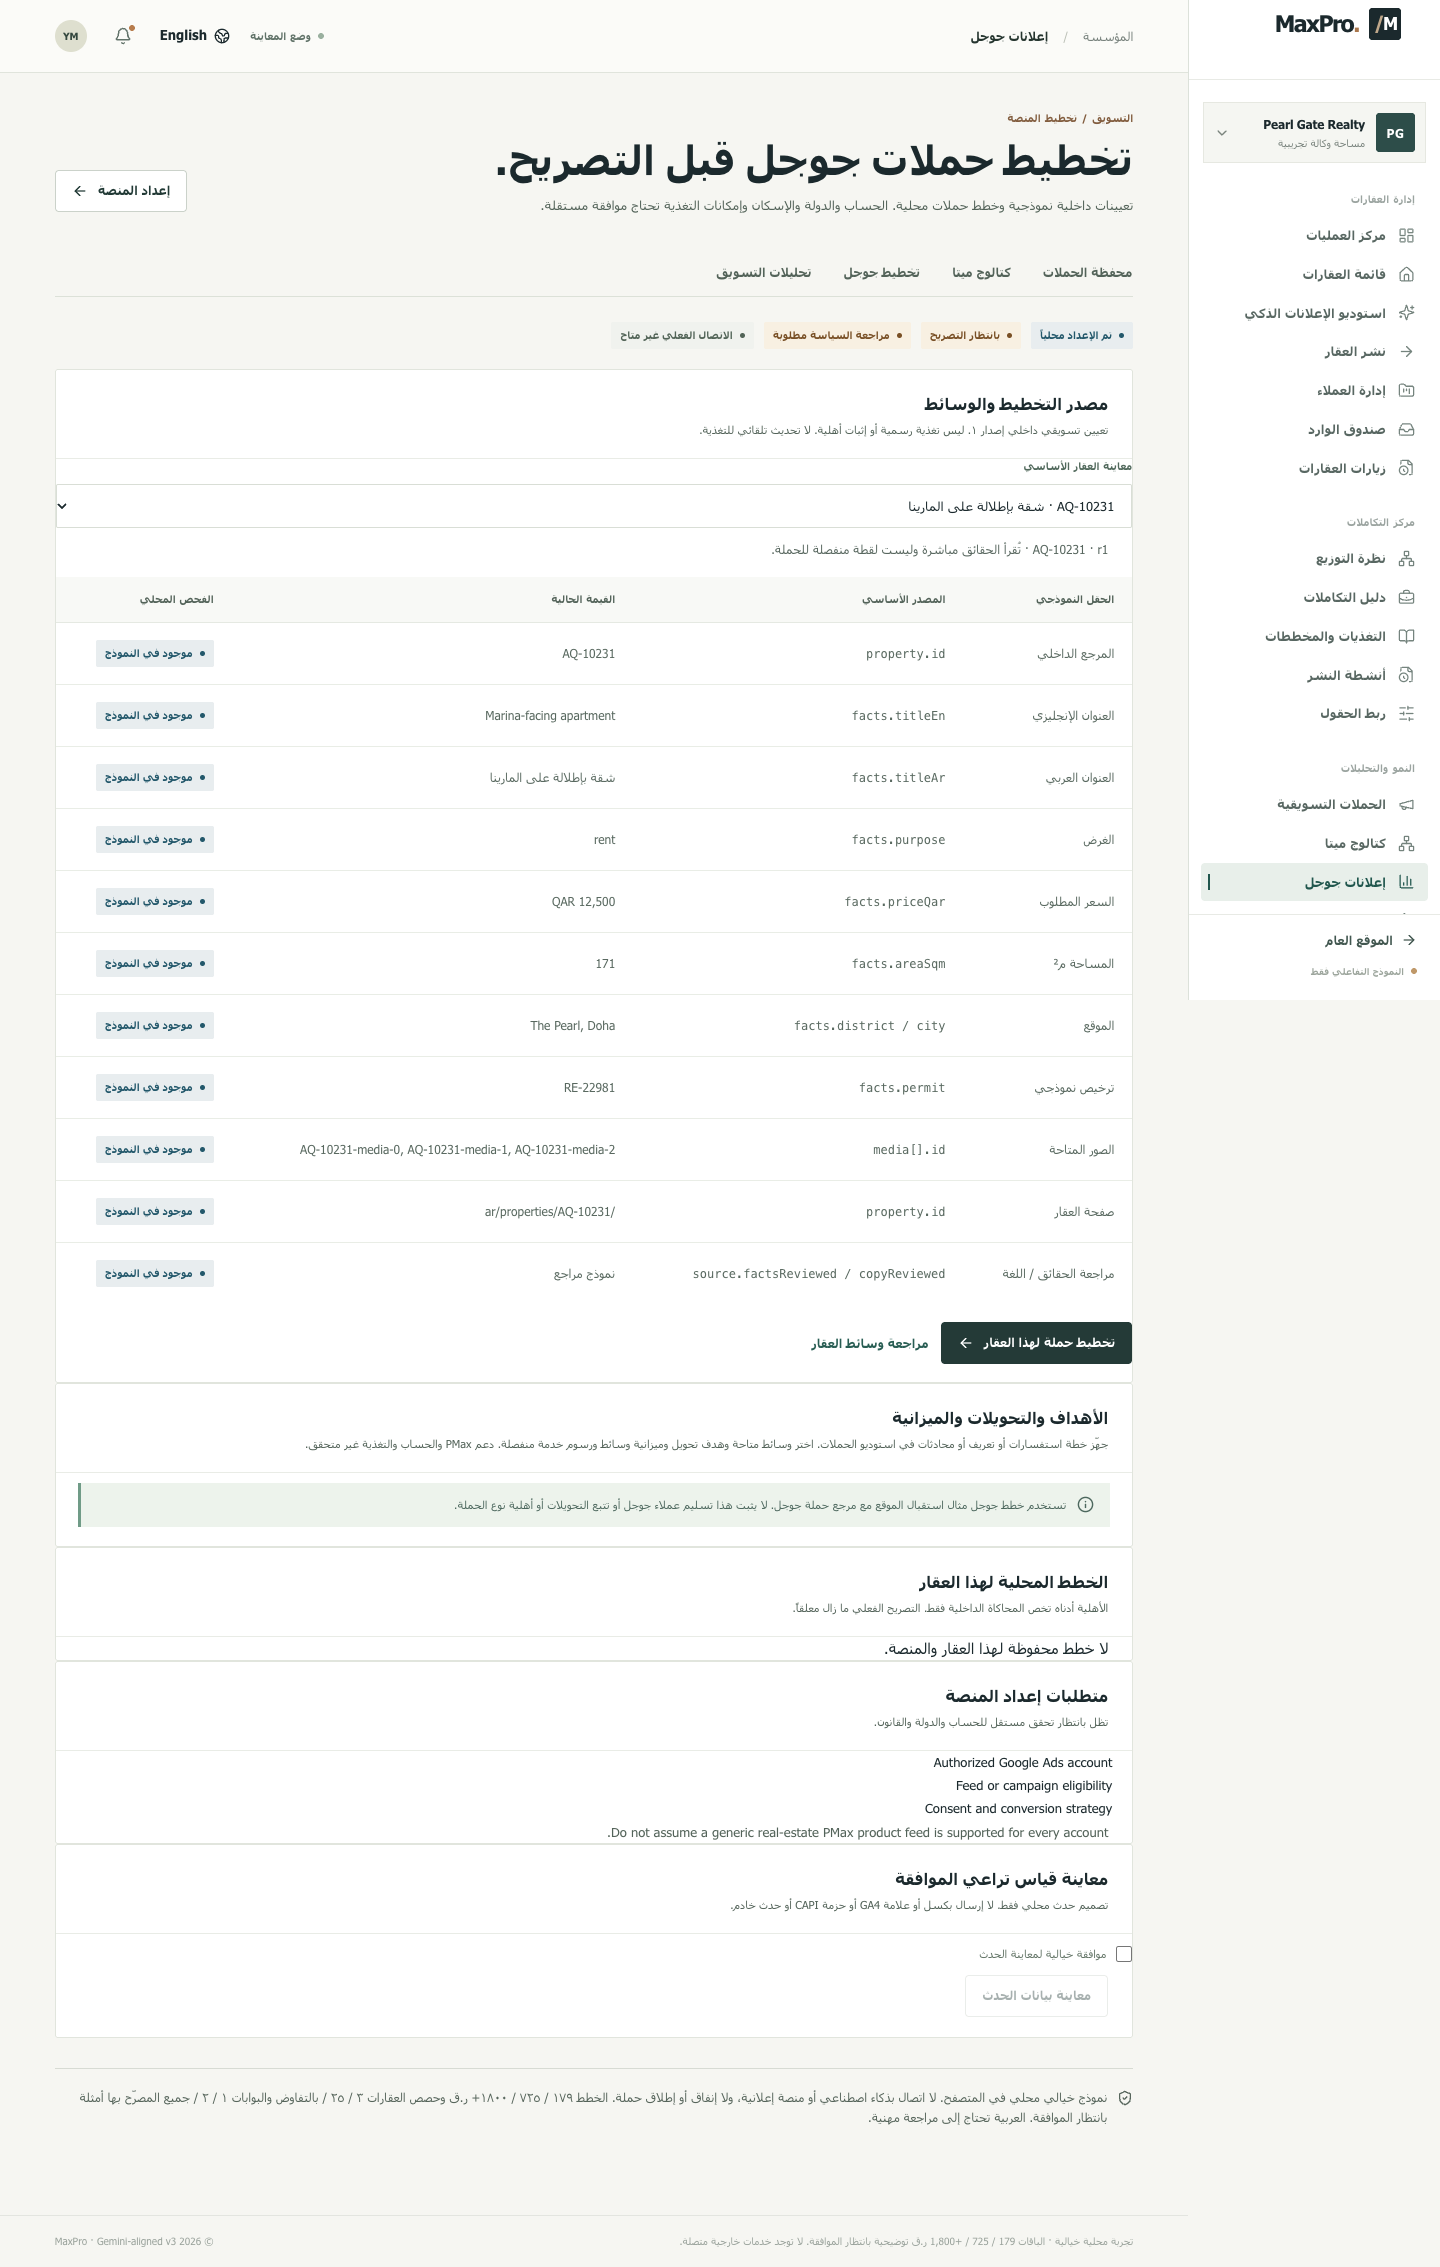 MaxPro.
/M
PG
Pearl Gate Realty
مساحة وكالة تجريبية
إدارة العقارات
مركز العمليات
قائمة العقارات
استوديو الإعلانات الذكي
نشر العقار
إدارة العملاء
صندوق الوارد
زيارات العقارات
مركز التكاملات
نظرة التوزيع
دليل التكاملات
التغذيات والمخططات
أنشطة النشر
ربط الحقول
النمو والتحليلات
الحملات التسويقية
كتالوج ميتا
إعلانات جوجل
الموقع العام
النموذج التفاعلي فقط
المؤسسة / إعلانات جوجل
وضع المعاينة
English
YM
التسويق / تخطيط المنصة
تخطيط حملات جوجل قبل التصريح.
تعيينات داخلية نموذجية وخطط حملات محلية. الحساب والدولة والإسكان وإمكانات التغذية تحتاج موافقة مستقلة.
إعداد المنصة
محفظة الحملات
كتالوج ميتا
تخطيط جوجل
تحليلات التسويق
تم الإعداد محلياً
بانتظار التصريح
مراجعة السياسة مطلوبة
الاتصال الفعلي غير متاح
مصدر التخطيط والوسائط
تعيين تسويقي داخلي إصدار ١. ليس تغذية رسمية أو إثبات أهلية. لا تحديث تلقائي للتغذية.
معاينة العقار الأساسي
AQ-10231 · شقة بإطلالة على المارينا
AQ-10231 · r1 · تُقرأ الحقائق مباشرة وليست لقطة منفصلة للحملة.
الحقل النموذجي المصدر الأساسي القيمة الحالية الفحص المحلي
المرجع الداخلي property.id AQ-10231 موجود في النموذج
العنوان الإنجليزي facts.titleEn Marina-facing apartment موجود في النموذج
العنوان العربي facts.titleAr شقة بإطلالة على المارينا موجود في النموذج
الغرض facts.purpose rent موجود في النموذج
السعر المطلوب facts.priceQar QAR 12,500 موجود في النموذج
المساحة م² facts.areaSqm 171 موجود في النموذج
الموقع facts.district / city The Pearl, Doha موجود في النموذج
ترخيص نموذجي facts.permit RE-22981 موجود في النموذج
الصور المتاحة media[].id AQ-10231-media-0, AQ-10231-media-1, AQ-10231-media-2 موجود في النموذج
صفحة العقار property.id ar/properties/AQ-10231/ موجود في النموذج
مراجعة الحقائق / اللغة source.factsReviewed / copyReviewed نموذج مراجع موجود في النموذج
تخطيط حملة لهذا العقار
مراجعة وسائط العقار
الأهداف والتحويلات والميزانية
جهّز خطة استفسارات أو تعريف أو محادثات في استوديو الحملات. اختر وسائط متاحة وهدف تحويل وميزانية وسائط ورسوم خدمة منفصلة. دعم PMax والحساب والتغذية غير متحقق.
تستخدم خطط جوجل مثال استقبال الموقع مع مرجع حملة جوجل. لا يثبت هذا تسليم عملاء جوجل أو تتبع التحويلات أو أهلية نوع الحملة.
الخطط المحلية لهذا العقار
الأهلية أدناه تخص المحاكاة الداخلية فقط. التصريح الفعلي ما زال معلقاً.
لا خطط محفوظة لهذا العقار والمنصة.
متطلبات إعداد المنصة
تظل بانتظار تحقق مستقل للحساب والدولة والقانون.
Authorized Google Ads account
Feed or campaign eligibility
Consent and conversion strategy
.Do not assume a generic real-estate PMax product feed is supported for every account
معاينة قياس تراعي الموافقة
تصميم حدث محلي فقط. لا إرسال بكسل أو علامة GA4 أو حزمة CAPI أو حدث خادم.
موافقة خيالية لمعاينة الحدث
معاينة بيانات الحدث
نموذج خيالي محلي في المتصفح. لا اتصال بذكاء اصطناعي أو منصة إعلانية، ولا إنفاق أو إطلاق حملة. الخطط ١٧٩ / ٧٢٥ / ١٨٠٠+ ر.ق وحصص العقارات ٣ / ٢٥ / بالتفاوض والبوابات ١ / ٢ / جميع المصرّح بها أمثلة
بانتظار الموافقة. العربية تحتاج إلى مراجعة مهنية.
تجربة محلية خيالية · الباقات 179 / 725 / 1,800+ ر.ق توضيحية بانتظار الموافقة. لا توجد خدمات خارجية متصلة.
MaxPro · Gemini-aligned v3 2026 ©